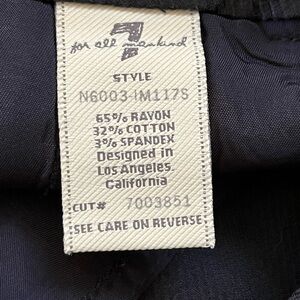 7
for all mankind
STYLE
N6003-IM117S
65% RAYON
32% COTTON
3% SPANDEX
Designed in
Los Angeles.
California
CUT# 7003851
SEE CARE ON REVERSE